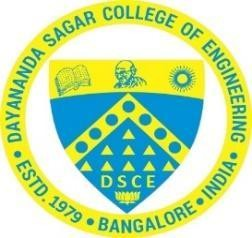 DAYANANDA SAGAR COLLEGE OF ENGINEERING
DSCE
ESTD. 1979 • BANGALORE • INDIA